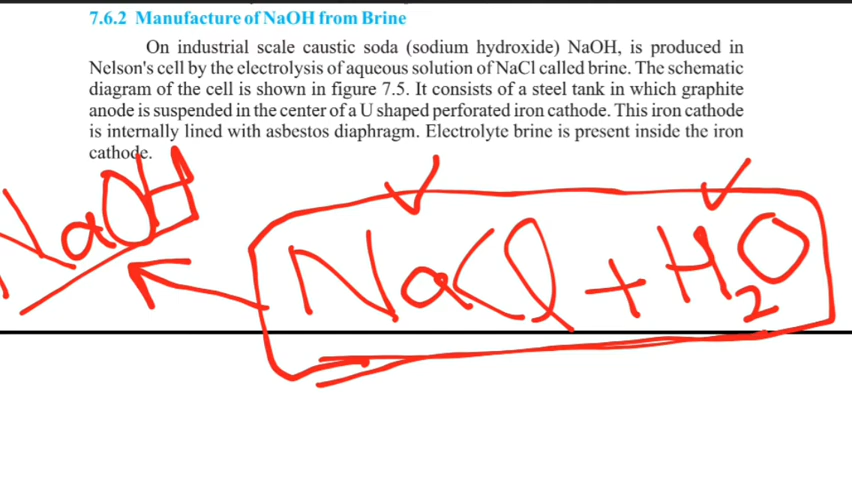 7.6.2 Manufacture of NaOH from Brine
On industrial scale caustic soda (sodium hydroxide) NaOH, is produced in
Nelson's cell by the electrolysis of aqueous solution of NaCl called brine. The schematic
diagram of the cell is shown in figure 7.5. It consists of a steel tank in which graphite
anode is suspended in the center of a U shaped perforated iron cathode. This iron cathode
is internally lined with asbestos diaphragm. Electrolyte brine is present inside the iron
cathode.
NaOH
NaCl + H₂O